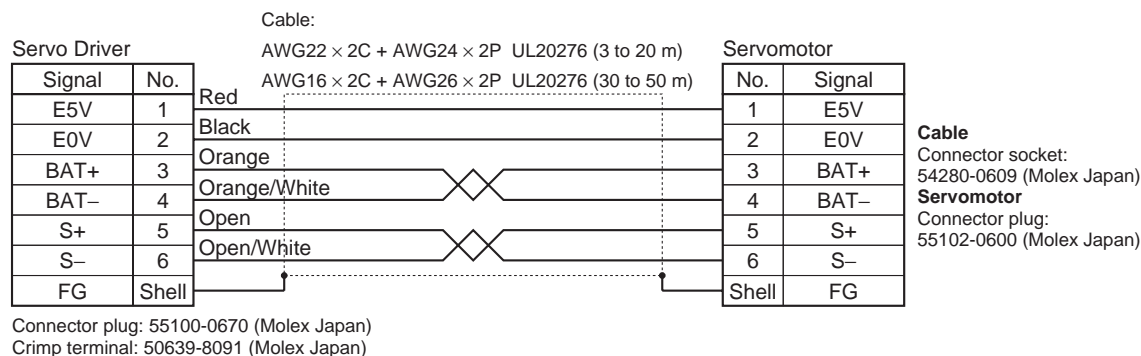 Cable:
Servo Driver
AWG22 × 2C + AWG24 × 2P UL20276 (3 to 20 m)
Servomotor
AWG16 × 2C + AWG26 × 2P UL20276 (30 to 50 m)
Signal No. No. Signal
Red
E5V 1 1 E5V
Black
E0V 2 2 E0V
Orange
BAT+ 3 3 BAT+
Orange/White
BAT− 4 4 BAT−
Open
S+ 5 5 S+
Open/White
S− 6 6 S−
FG Shell Shell FG
Cable
Connector socket:
54280-0609 (Molex Japan)
Servomotor
Connector plug:
55102-0600 (Molex Japan)
Connector plug: 55100-0670 (Molex Japan)
Crimp terminal: 50639-8091 (Molex Japan)